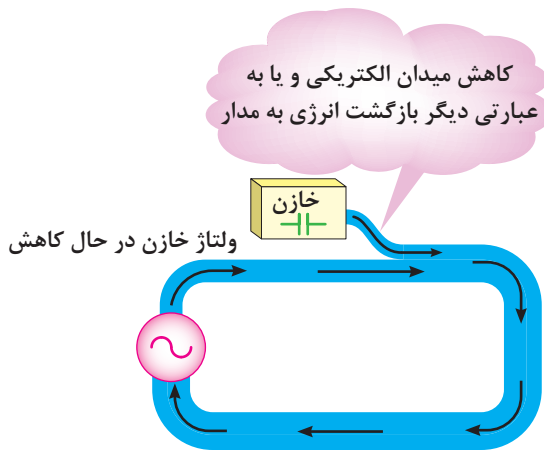 کاهش میدان الکتریکی و یا به
عبارتی دیگر بازگشت انرژی به مدار
خازن
ولتاژ خازن در حال کاهش